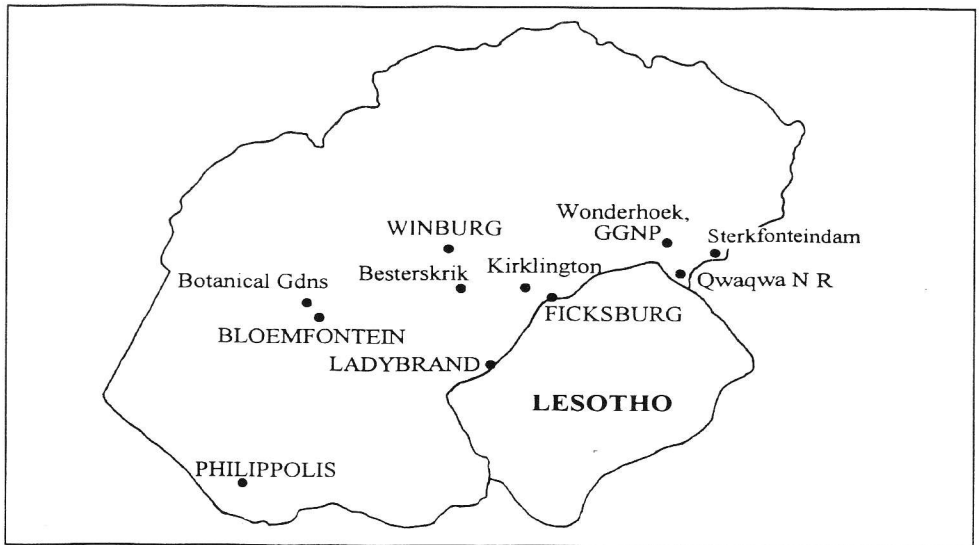 Wonderhoek,
GGNP
Sterkfonteindam
WINBURG
Kirklington
Besterskrik
Qwaqwa N R
Botanical Gdns
FICKSBURG
BLOEMFONTEIN
LADYBRAND
LESOTHO
PHILIPPOLIS